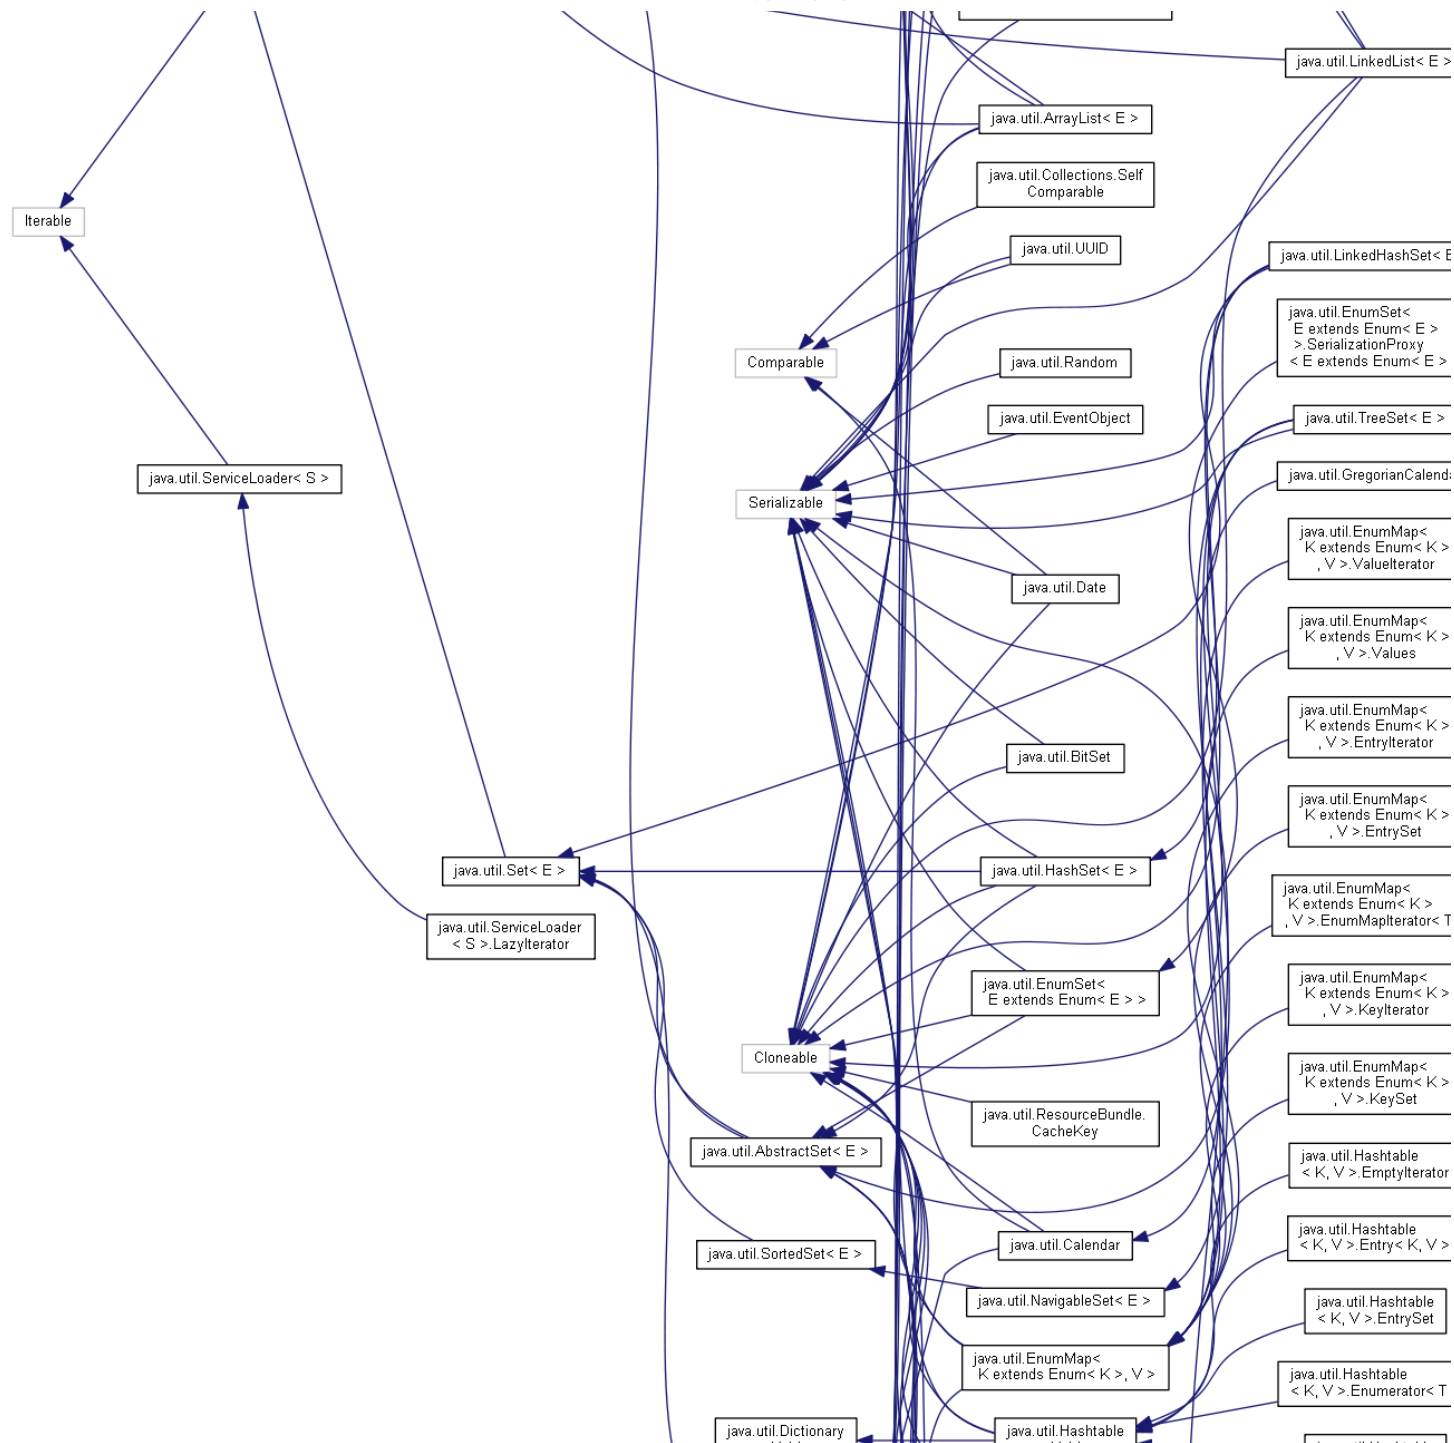 Iterable
java.util.ServiceLoader< S >
java.util.Set< E >
java.util.ServiceLoader
< S >.LazyIterator
Comparable
Serializable
Cloneable
java.util.AbstractSet< E >
java.util.SortedSet< E >
java.util.Dictionary
java.util.ArrayList< E >
java.util.Collections.Self
Comparable
java.util.UUID
java.util.Random
java.util.EventObject
java.util.Date
java.util.BitSet
java.util.HashSet< E >
java.util.EnumSet<
E extends Enum< E > >
java.util.ResourceBundle.
CacheKey
java.util.Calendar
java.util.NavigableSet< E >
java.util.EnumMap<
K extends Enum< K >, V >
java.util.Hashtable
java.util.LinkedList< E >
java.util.LinkedHashSet< E
java.util.EnumSet<
E extends Enum< E >
>.SerializationProxy
< E extends Enum< E >
java.util.TreeSet< E >
java.util.GregorianCalenda
java.util.EnumMap<
K extends Enum< K >
, V >.ValueIterator
java.util.EnumMap<
K extends Enum< K >
, V >.Values
java.util.EnumMap<
K extends Enum< K >
, V >.EntryIterator
java.util.EnumMap<
K extends Enum< K >
, V >.EntrySet
java.util.EnumMap<
K extends Enum< K >
, V >.EnumMapIterator< T
java.util.EnumMap<
K extends Enum< K >
, V >.KeyIterator
java.util.EnumMap<
K extends Enum< K >
, V >.KeySet
java.util.Hashtable
< K, V >.EmptyIterator
java.util.Hashtable
< K, V >.Entry< K, V >
java.util.Hashtable
< K, V >.EntrySet
java.util.Hashtable
< K, V >.Enumerator< T